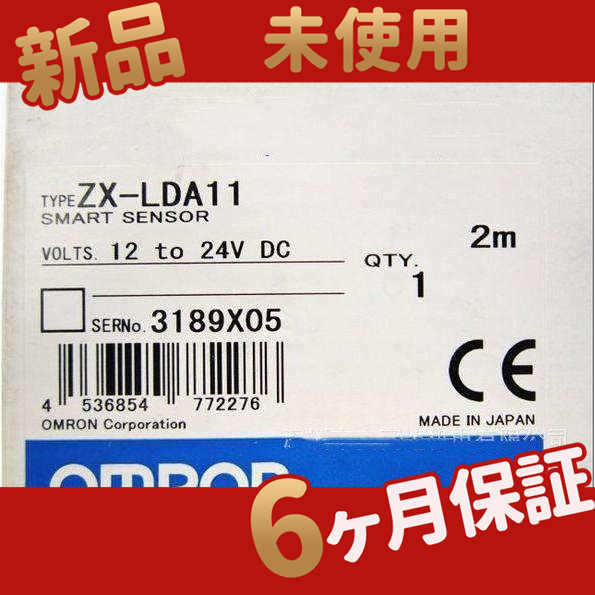 新品 未使用
TYPE ZX-LDA11
SMART SENSOR
VOLTS. 12 to 24V DC
2m
QTY.
1
SERNo. 3189X05
4 536854 772276
OMRON Corporation
CE
MADE IN JAPAN
OMRON
6ヶ月保証